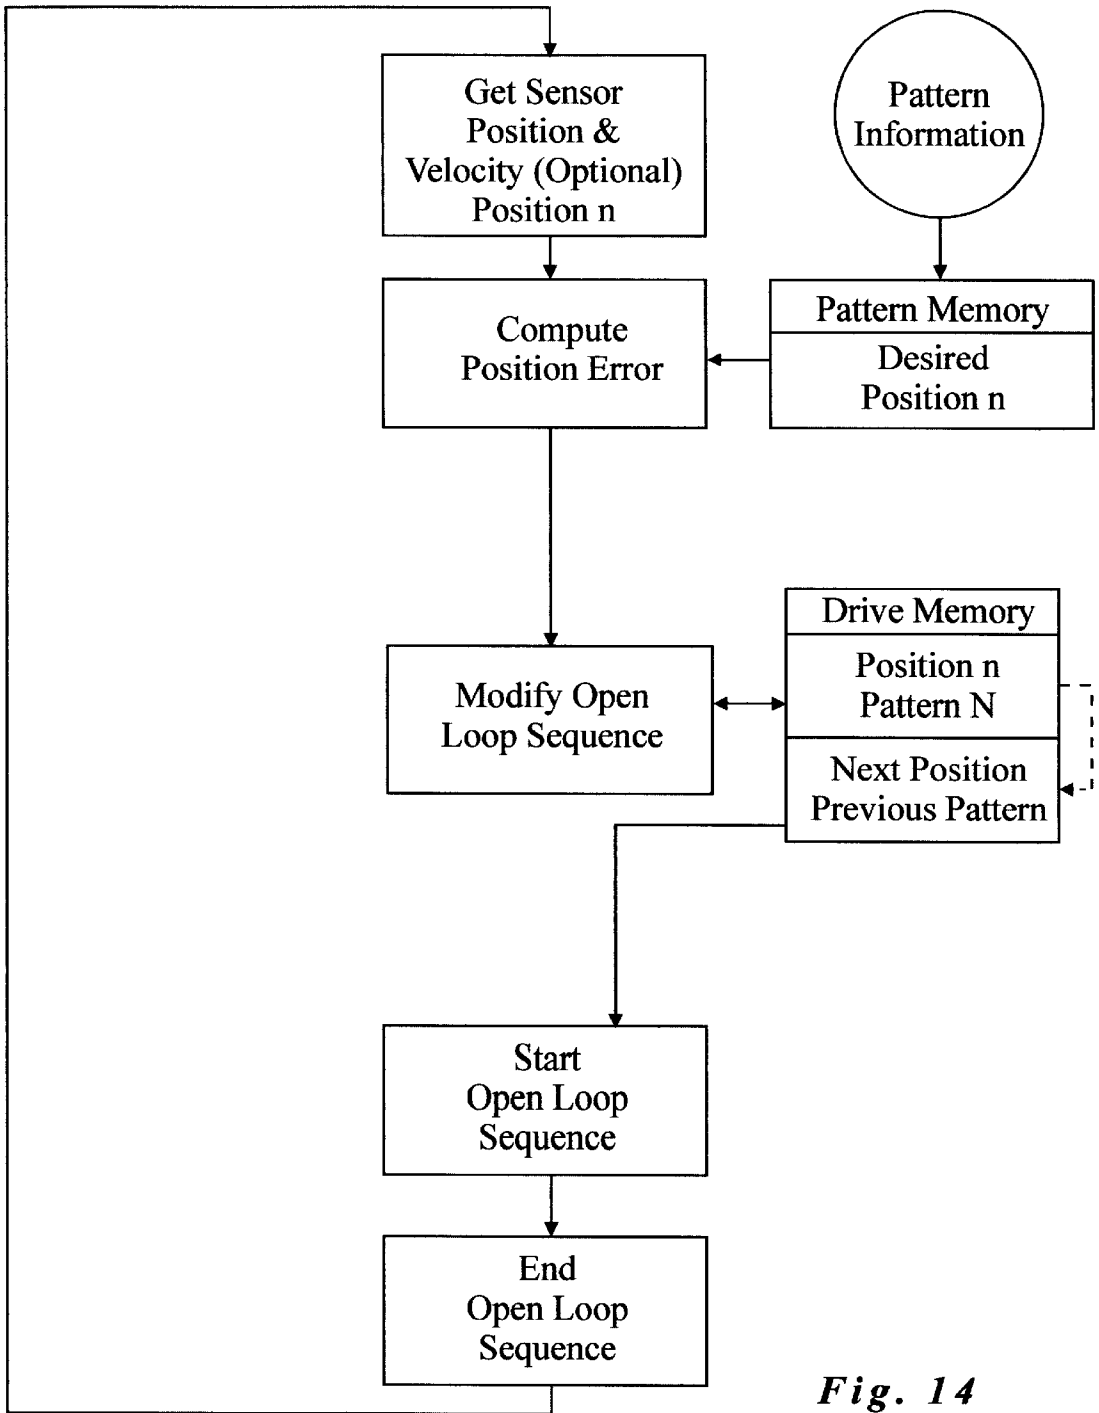 Get Sensor
Position &
Velocity (Optional)
Position n
Pattern
Information
Compute
Position Error
Pattern Memory
Desired
Position n
Modify Open
Loop Sequence
Drive Memory
Position n
Pattern N
Next Position
Previous Pattern
Start
Open Loop
Sequence
End
Open Loop
Sequence
Fig. 14